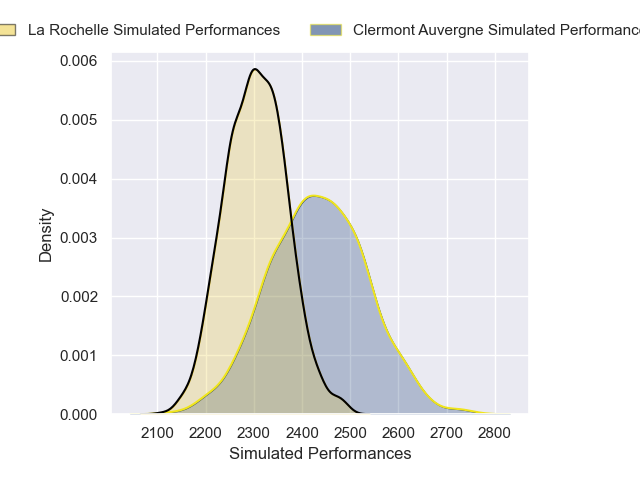 La Rochelle Simulated Performances Clermont Auvergne Simulated
0.006
0.005
0.004
0.003
0.002
0.001
0.000
Density
2100 2200 2300 2400 2500 2600 2700 2800
Simulated Performances